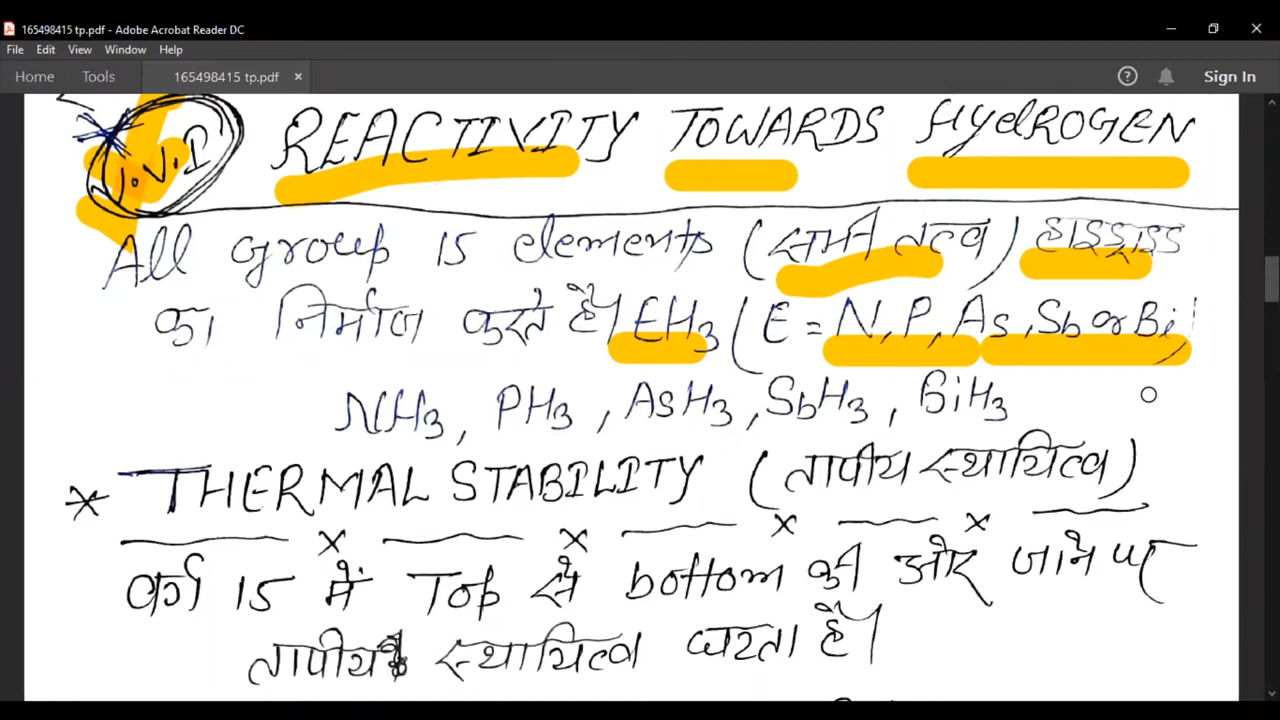 165498415 tp.pdf - Adobe Acrobat Reader DC
File Edit View Window Help
Home Tools 165498415 tp.pdf × Sign In
V.V.I REACTIVITY TOWARDS HydROGEN
All group 15 elements (सभी तत्व) हाइड्राइड
का निर्माण करते हैं। EH3 (E = N, P, As, Sb or Bi)
NH3, PH3, AsH3, SbH3, BiH3
* THERMAL STABILITY (तापीय स्थायित्व)
वर्ग 15 में Top से bottom की ओर जाने पर
तापीय स्थायित्व घटता है।